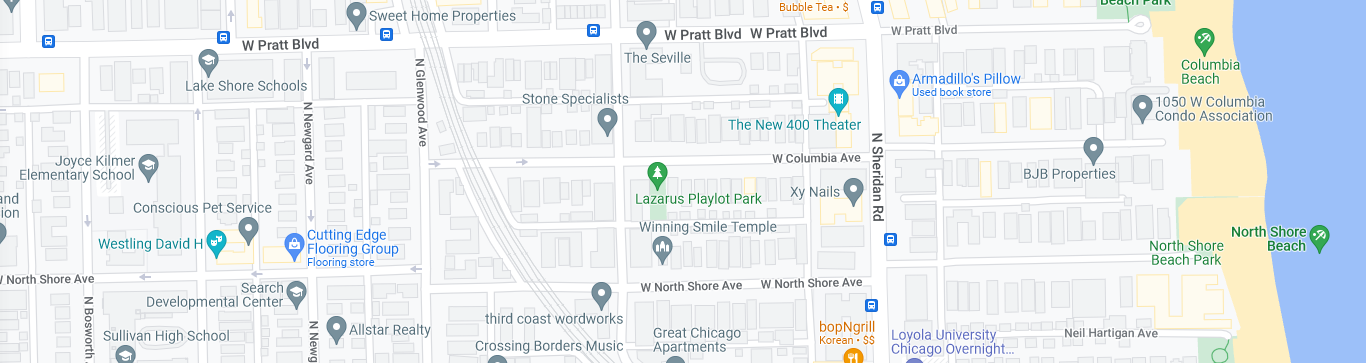 Sweet Home Properties
Bubble Tea • $
Beach Park
W Pratt Blvd
W Pratt Blvd
W Pratt Blvd
W Pratt Blvd
The Seville
Lake Shore Schools
Columbia
Beach
Armadillo's Pillow
Used book store
Stone Specialists
1050 W Columbia
Condo Association
The New 400 Theater
N Glenwood Ave
N Newgard Ave
N Sheridan Rd
Joyce Kilmer
Elementary School
W Columbia Ave
BJB Properties
Lazarus Playlot Park
Xy Nails
and
ion
Conscious Pet Service
Westling David H
Cutting Edge
Flooring Group
Flooring store
Winning Smile Temple
North Shore
Beach
North Shore
Beach Park
W North Shore Ave
W North Shore Ave
W North Shore Ave
Search
Developmental Center
N Bosworth
N Newg
third coast wordworks
Sullivan High School
Allstar Realty
Crossing Borders Music
Great Chicago
Apartments
bopNgrill
Korean • $$
Loyola University
Chicago Overnight...
Neil Hartigan Ave